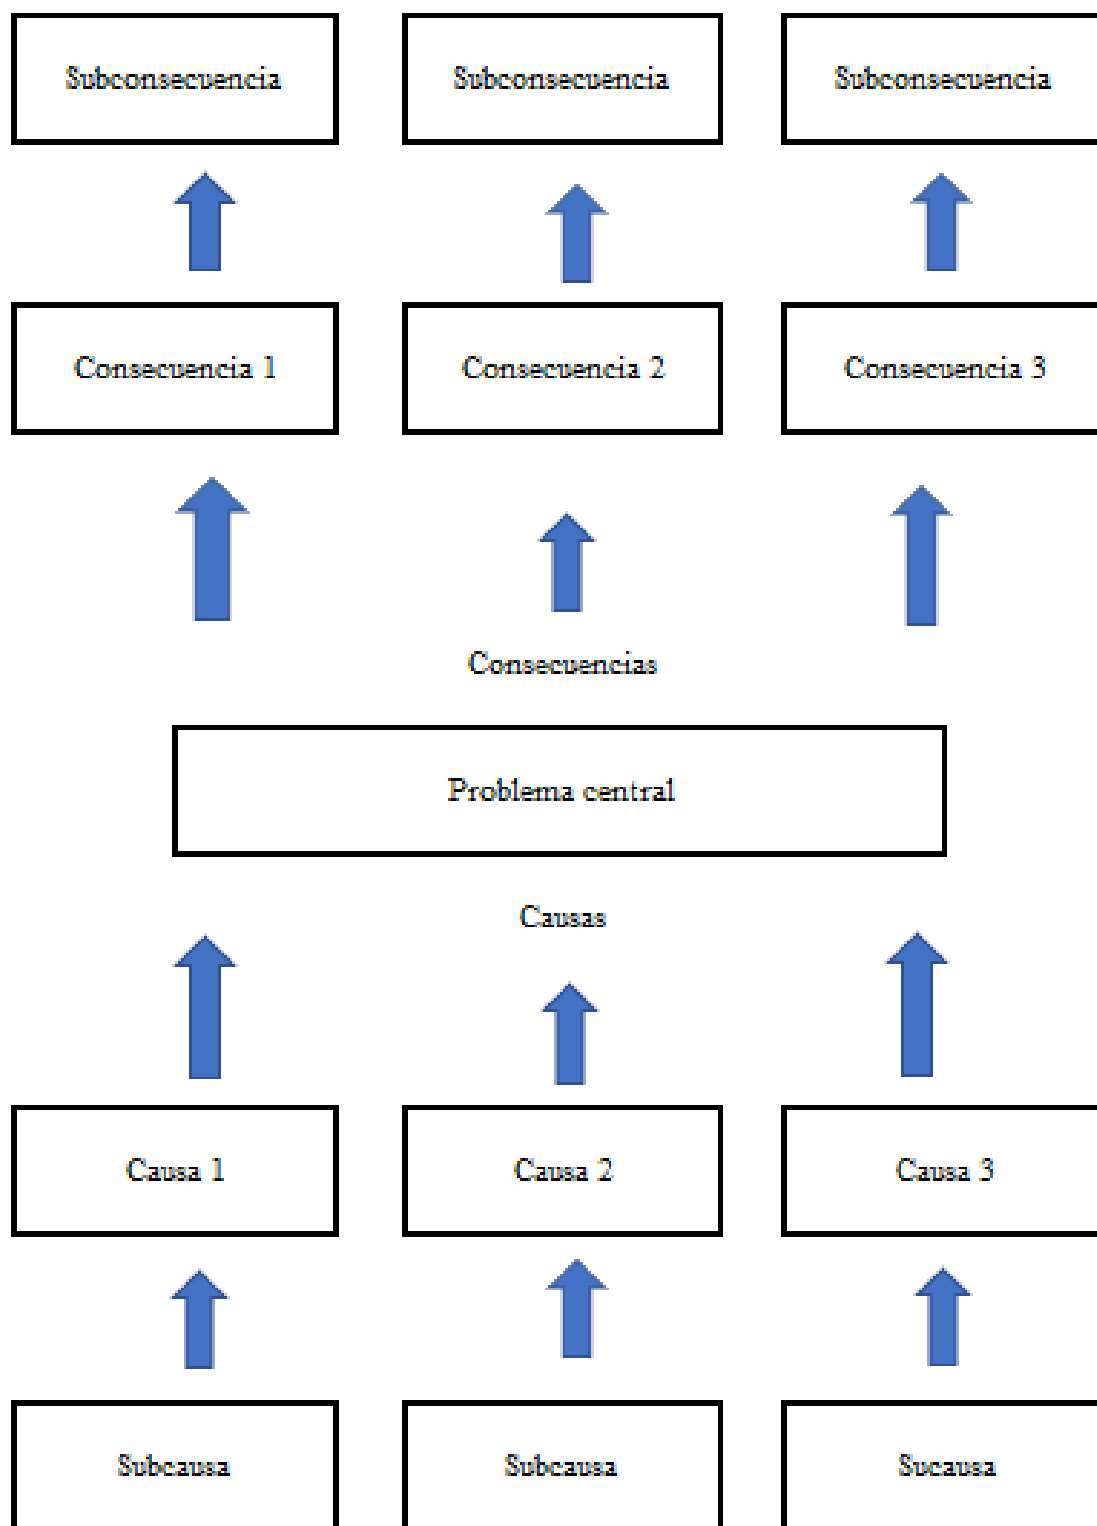 Subconsecuencia
Subconsecuencia
Subconsecuencia
Consecuencia 1
Consecuencia 2
Consecuencia 3
Consecuencias
Problema central
Causas
Causa 1
Causa 2
Causa 3
Subcausa
Subcausa
Sucausa